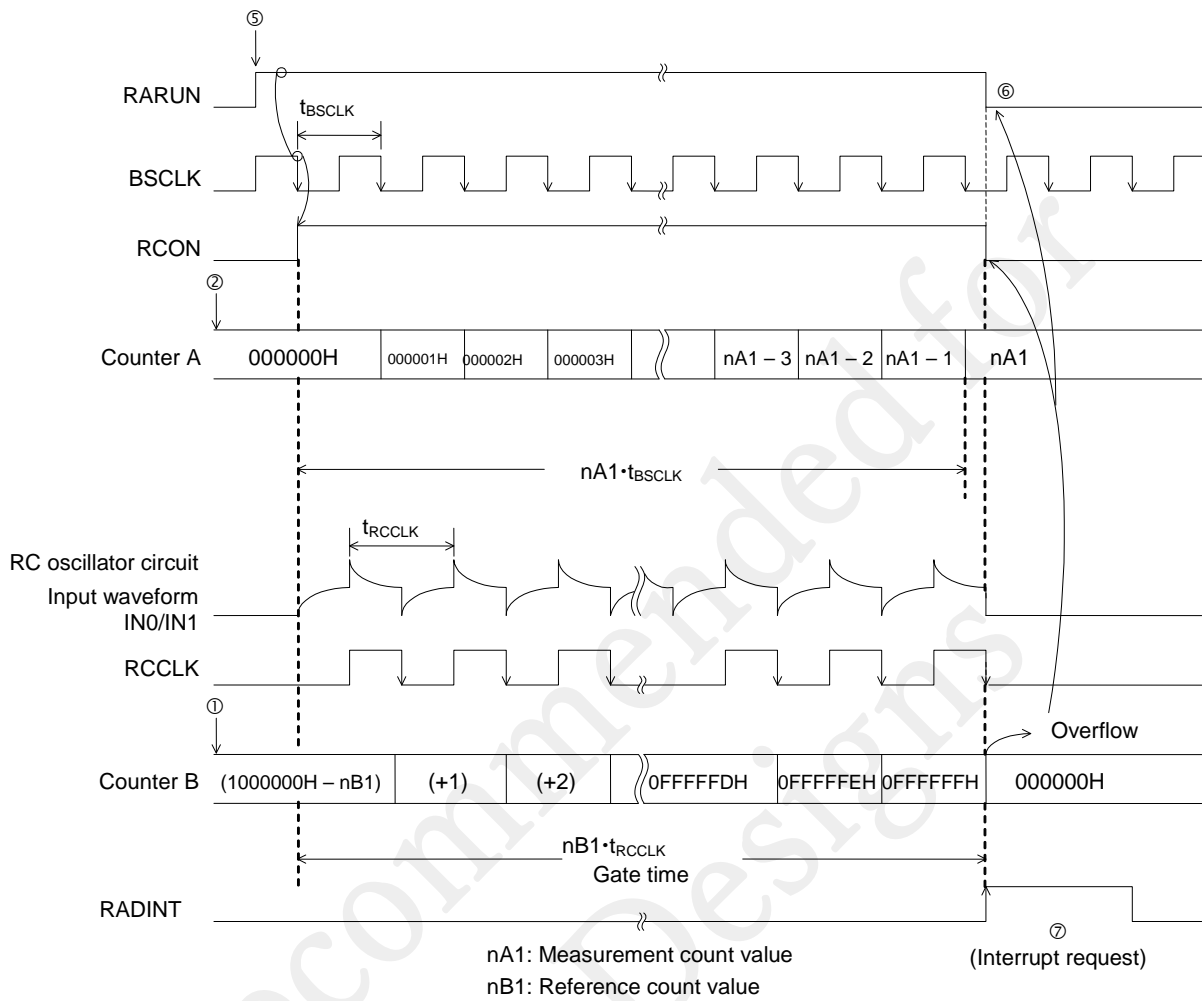 ⑤
RARUN
⑥
tBSCLK
BSCLK
RCON
②
Counter A
000000H 000001H 000002H 000003H nA1 – 3 nA1 – 2 nA1 – 1 nA1
nA1•tBSCLK
tRCCLK
RC oscillator circuit
Input waveform
IN0/IN1
RCCLK
①
Overflow
Counter B
(1000000H – nB1) (+1) (+2) 0FFFFFDH 0FFFFFEH 0FFFFFFH 000000H
nB1•tRCCLK
Gate time
RADINT
⑦
(Interrupt request)
nA1: Measurement count value
nB1: Reference count value
ecommended for
Designs